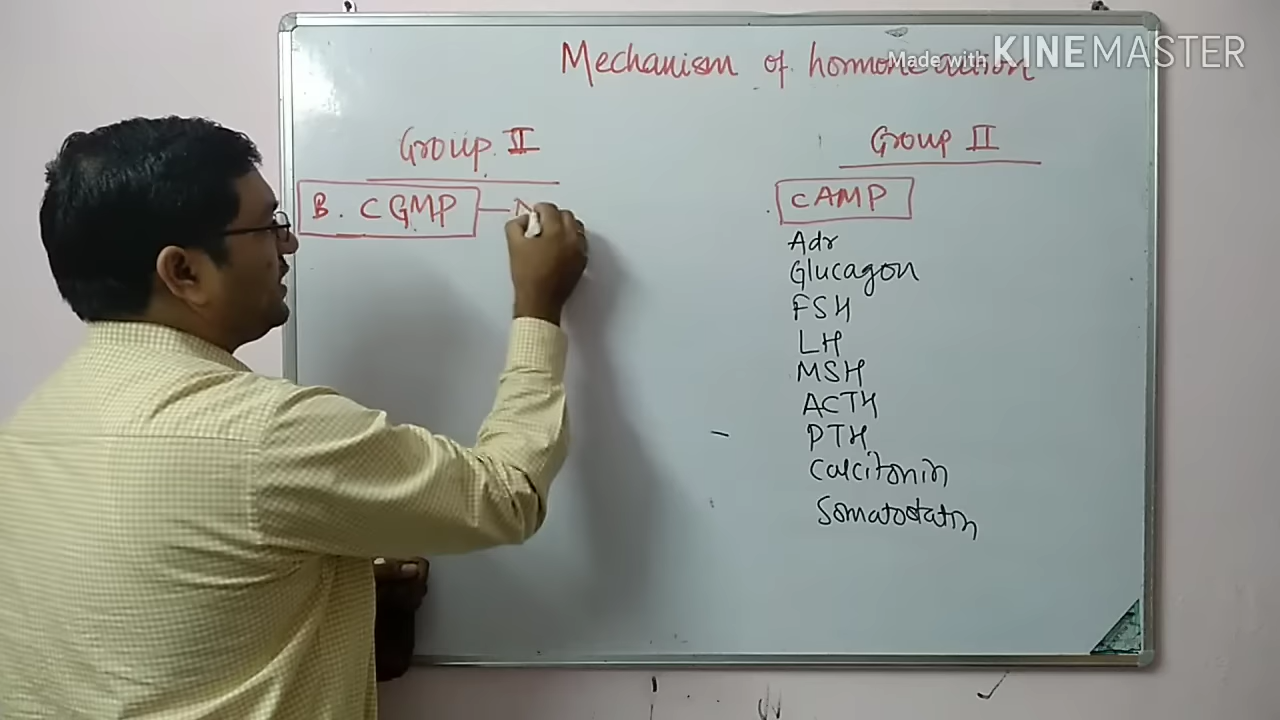 Mechanism of hormone action
Made with KINEMASTER
Group II
B. CGMP —
Group II
CAMP
Adr
Glucagon
FSH
LH
MSH
ACTH
PTH
Calcitonin
Somatostatin